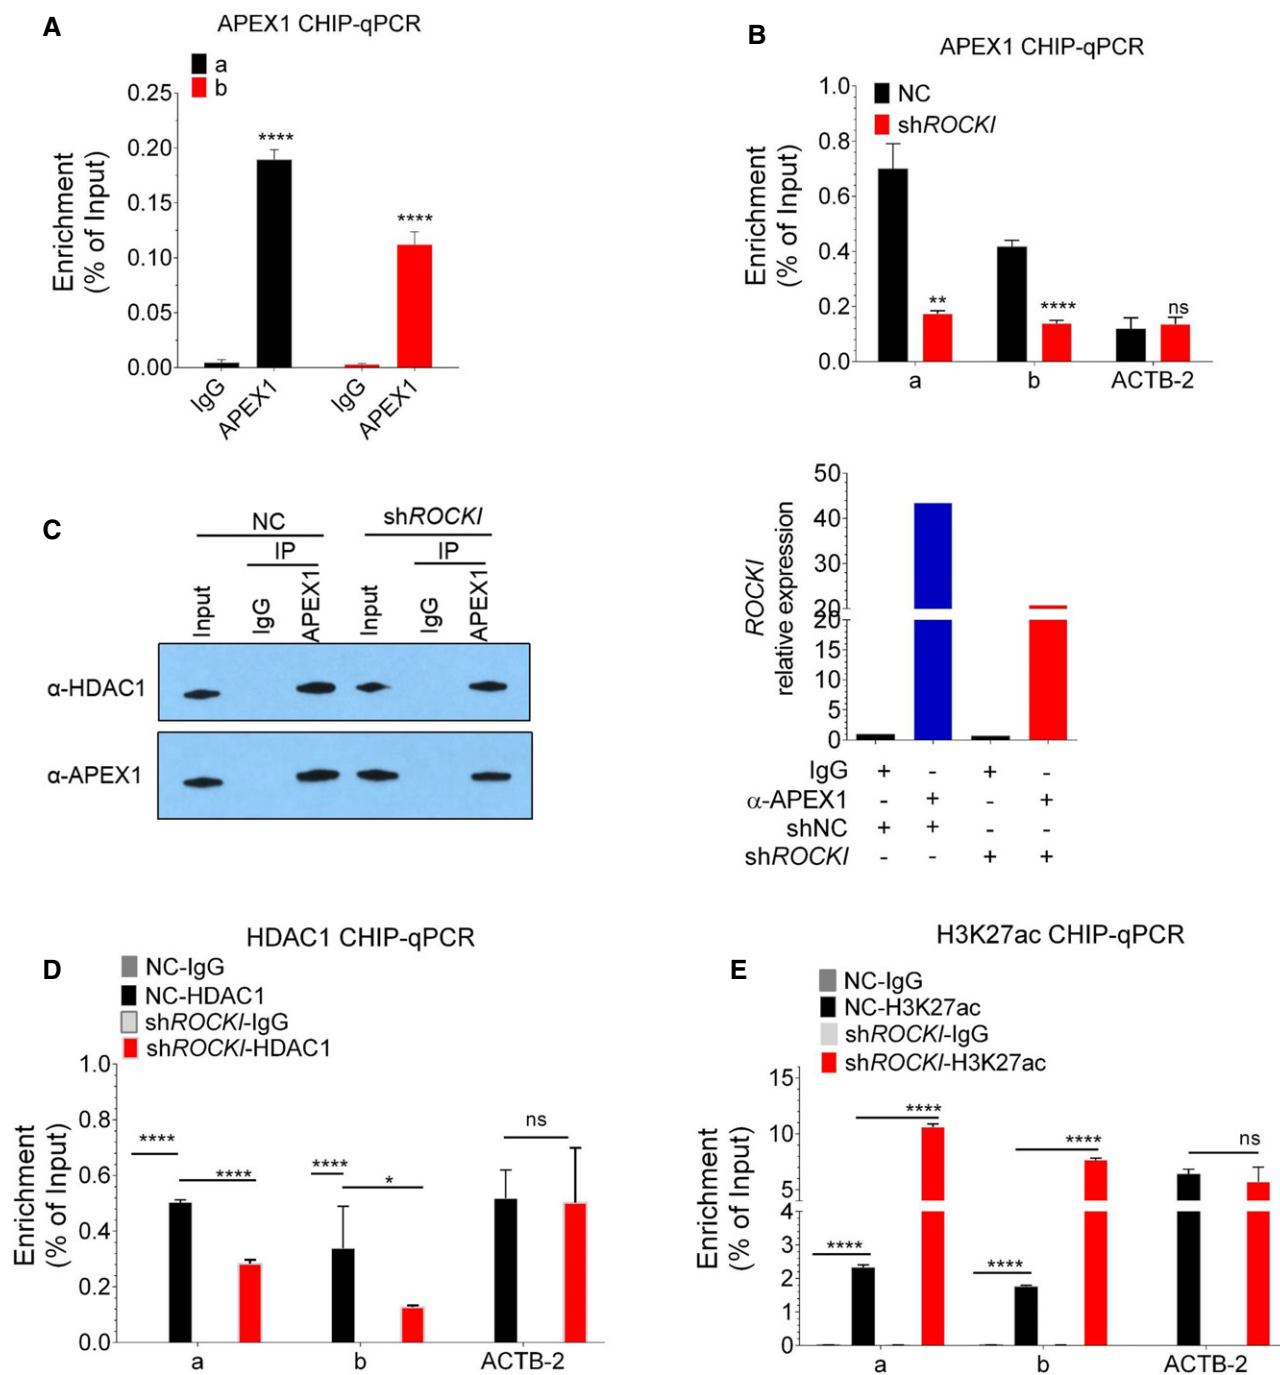 A
APEX1 CHIP-qPCR
a
b
Enrichment
(% of Input)
0.25
0.20
0.15
0.10
0.05
0.00
****
****
IgG
APEX1
IgG
APEX1
B
APEX1 CHIP-qPCR
NC
shROCKI
Enrichment
(% of Input)
1.0
0.8
0.6
0.4
0.2
0.0
**
****
ns
a
b
ACTB-2
C
NC
shROCKI
IP
IP
Input
IgG
APEX1
Input
IgG
APEX1
α-HDAC1
α-APEX1
ROCKI
relative expression
50
40
30
20
20
15
10
5
0
IgG + - + -
α-APEX1 - + - +
shNC + + - -
shROCKI - - + +
D
HDAC1 CHIP-qPCR
NC-IgG
NC-HDAC1
shROCKI-IgG
shROCKI-HDAC1
Enrichment
(% of Input)
1.0
0.8
0.6
0.4
0.2
0.0
****
****
****
*
ns
a
b
ACTB-2
E
H3K27ac CHIP-qPCR
NC-IgG
NC-H3K27ac
shROCKI-IgG
shROCKI-H3K27ac
Enrichment
(% of Input)
15
10
5
4
3
2
1
0
****
****
****
****
ns
a
b
ACTB-2